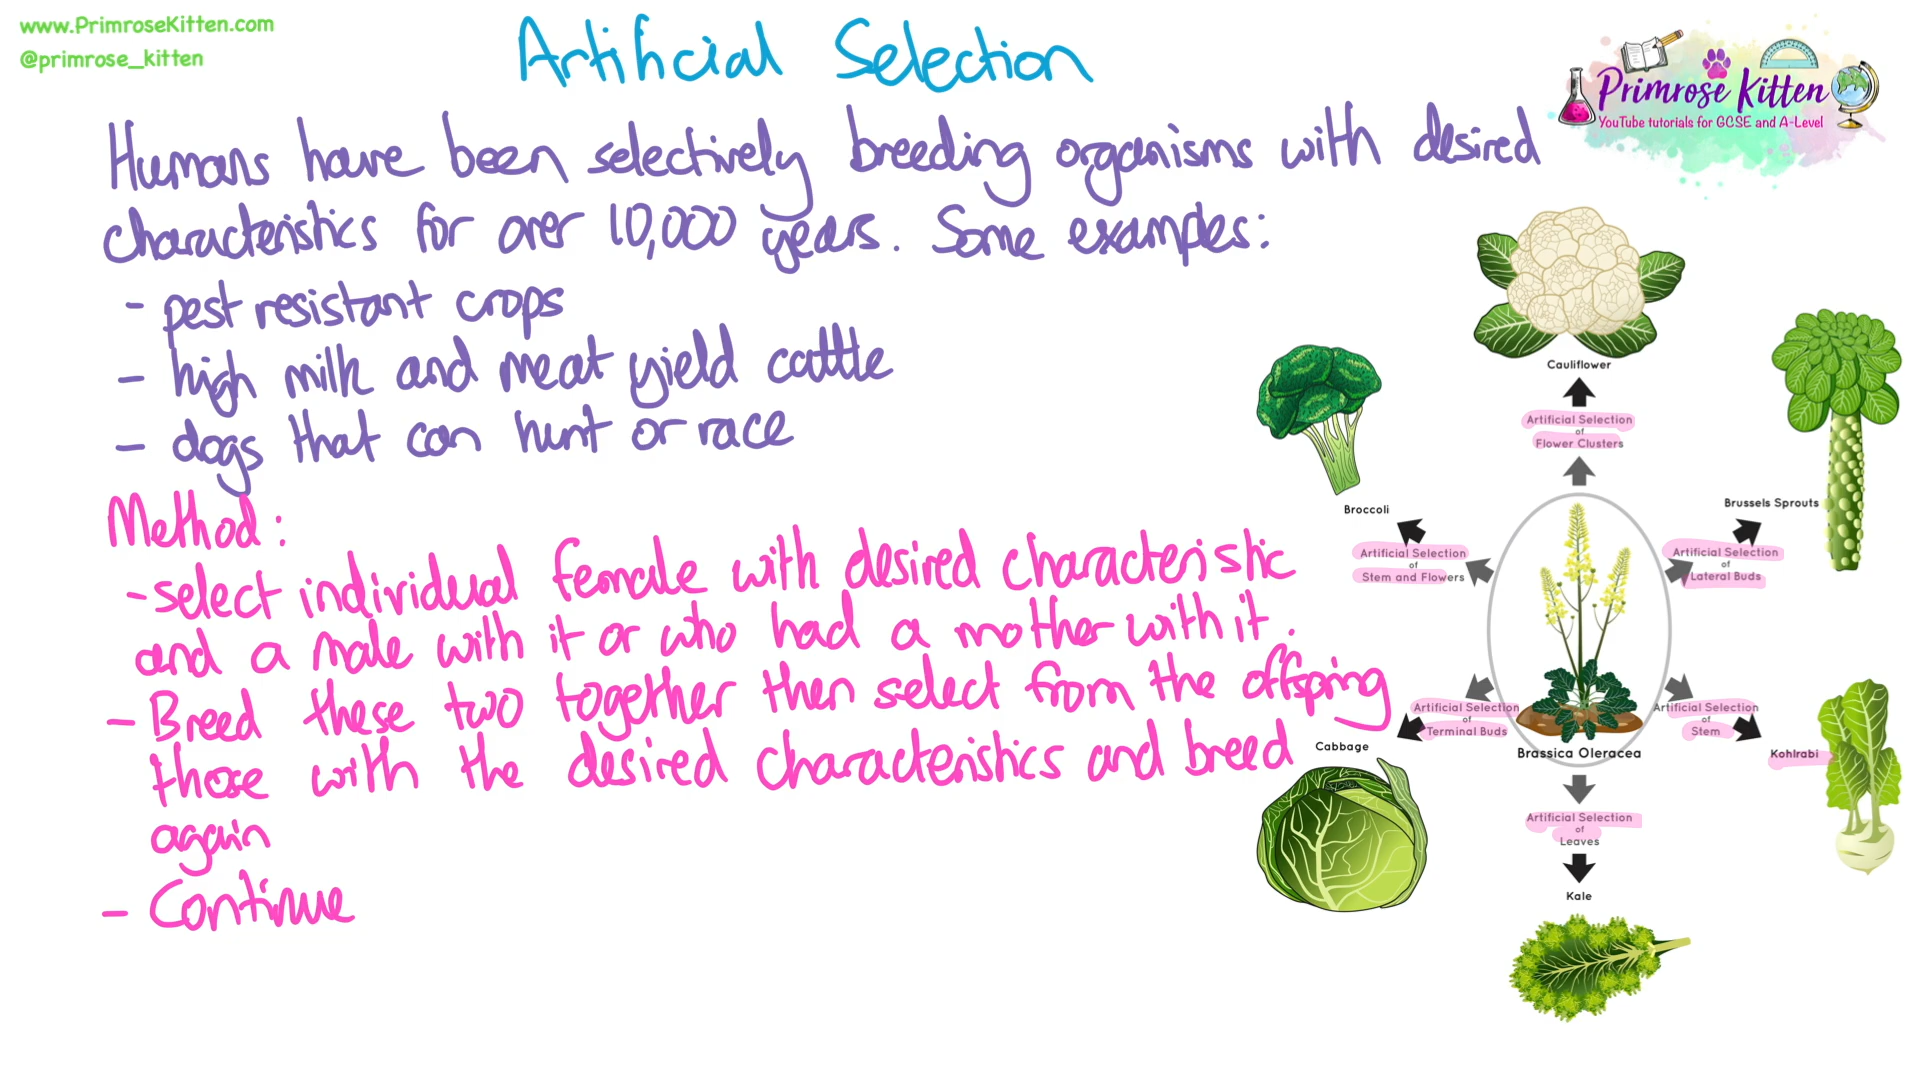 www.PrimroseKitten.com
@primrose_kitten
Artificial Selection
Primrose Kitten
YouTube tutorials for GCSE and A-Level
Humans have been selectively breeding organisms with desired
characteristics for over 10,000 years. Some examples:
- pest resistant crops
- high milk and meat yield cattle
- dogs that can hunt or race
Method:
- select individual female with desired characteristic
and a male with it or who had a mother with it.
- Breed these two together then select from the offspring
those with the desired characteristics and breed
again
- Continue
Cauliflower
Artificial Selection
of
Flower Clusters
Broccoli
Artificial Selection
of
Stem and Flowers
Brussels Sprouts
Artificial Selection
of
Lateral Buds
Cabbage
Artificial Selection
of
Terminal Buds
Brassica Oleracea
Artificial Selection
of
Stem
Kohlrabi
Artificial Selection
of
Leaves
Kale